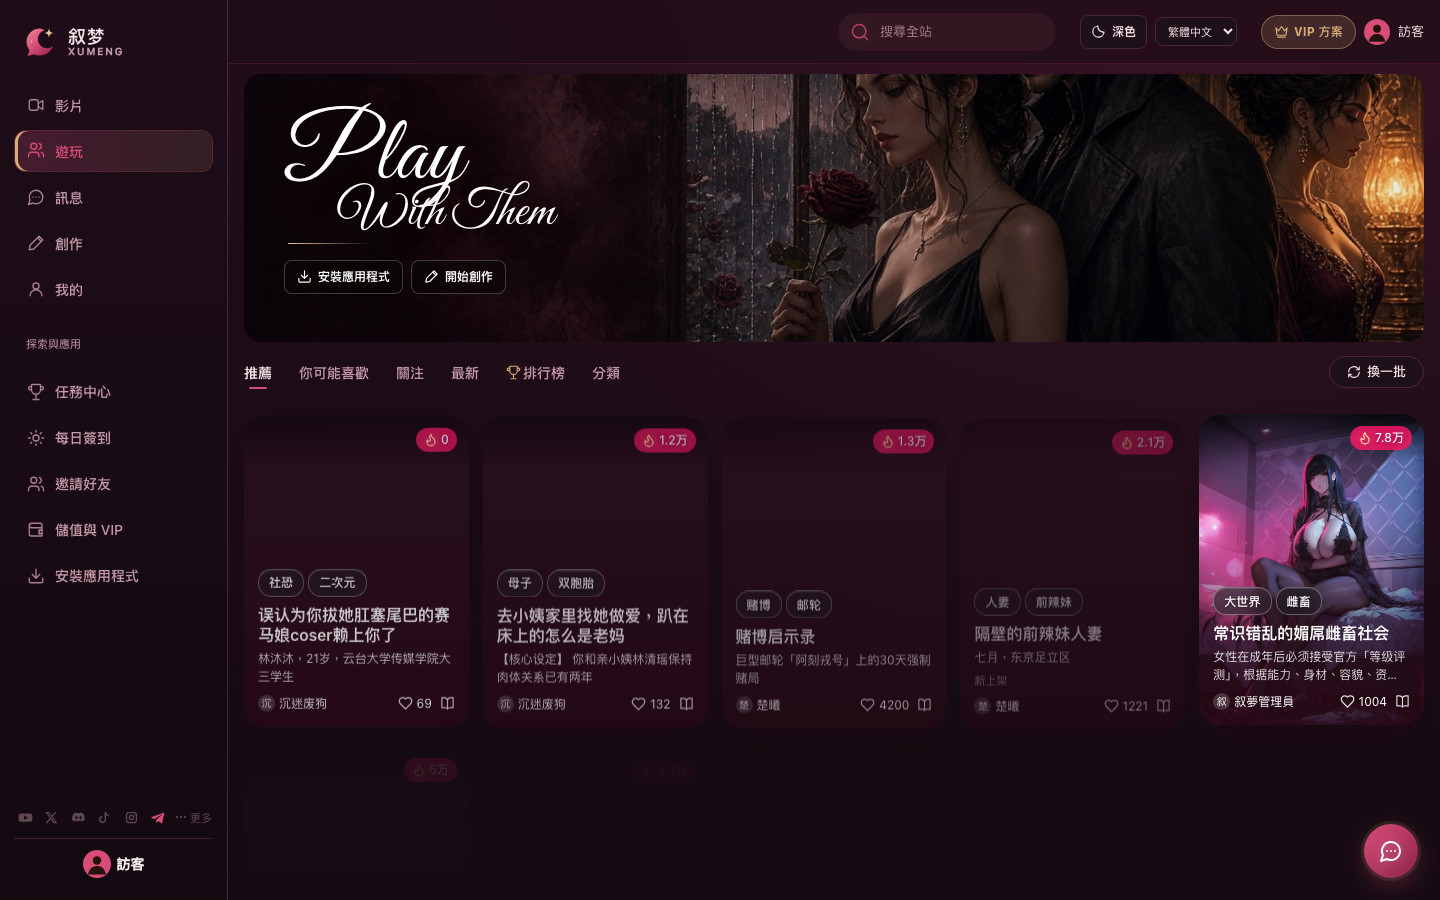 叙梦
XUMENG
影片
遊玩
訊息
創作
我的
探索與應用
任務中心
每日簽到
邀請好友
儲值與 VIP
安裝應用程式
更多
訪客
搜尋全站
深色
繁體中文
VIP 方案
訪客
Play
With Them
安裝應用程式
開始創作
推薦
你可能喜歡
關注
最新
排行榜
分類
換一批
0
社恐
二次元
误认为你拔她肛塞尾巴的赛
马娘coser赖上你了
林沐沐，21岁，云台大学传媒学院大
三学生
沉
沉迷废狗
69
1.2万
母子
双胞胎
去小姨家里找她做爱，趴在
床上的怎么是老妈
【核心设定】 你和亲小姨林清瑶保持
肉体关系已有两年
沉
沉迷废狗
132
1.3万
赌博
邮轮
赌博启示录
巨型邮轮「阿刻戎号」上的30天强制
赌局
楚
楚曦
4200
2.1万
人妻
前辣妹
隔壁的前辣妹人妻
七月，东京足立区
新上架
楚
楚曦
1221
7.8万
大世界
雌畜
常识错乱的媚屌雌畜社会
女性在成年后必须接受官方「等级评
测」，根据能力、身材、容貌、资...
叙
叙夢管理員
1004
5万